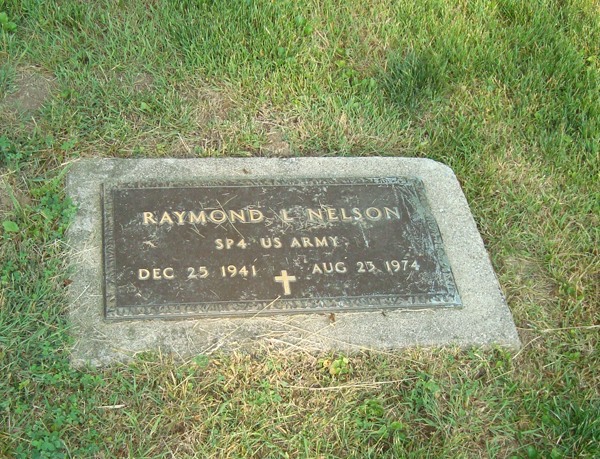 RAYMOND L NELSON
SP4 US ARMY
DEC 25 1941 AUG 23 1974